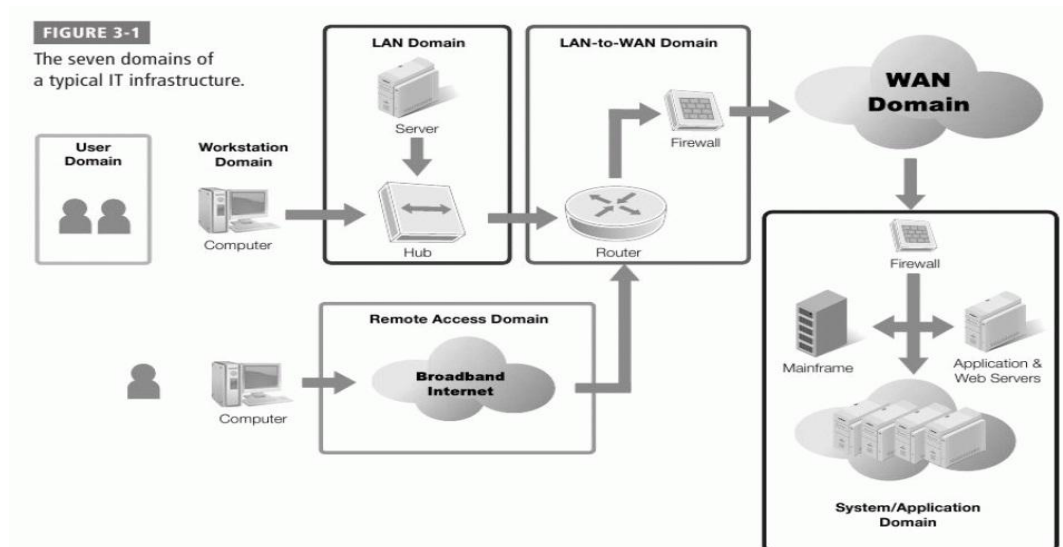 FIGURE 3-1
The seven domains of
a typical IT infrastructure.
User
Domain
Workstation
Domain
Computer
LAN Domain
Server
Hub
LAN-to-WAN Domain
Firewall
Router
WAN
Domain
Computer
Remote Access Domain
Broadband
Internet
Firewall
Mainframe
Application &
Web Servers
System/Application
Domain